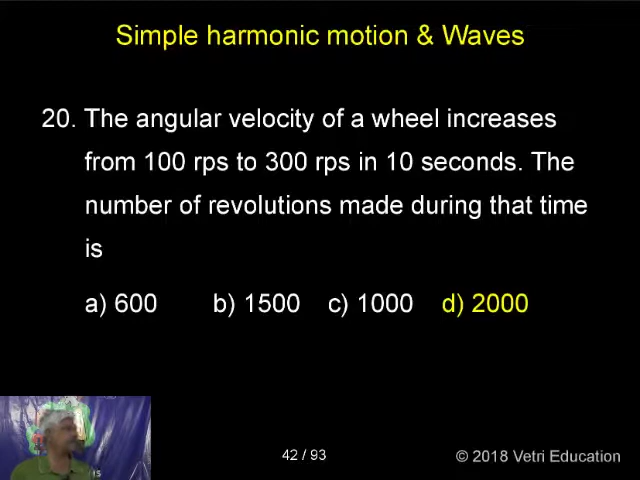 Simple harmonic motion & Waves
20. The angular velocity of a wheel increases
from 100 rps to 300 rps in 10 seconds. The
number of revolutions made during that time
is
a) 600 b) 1500 c) 1000 d) 2000
42 / 93
© 2018 Vetri Education